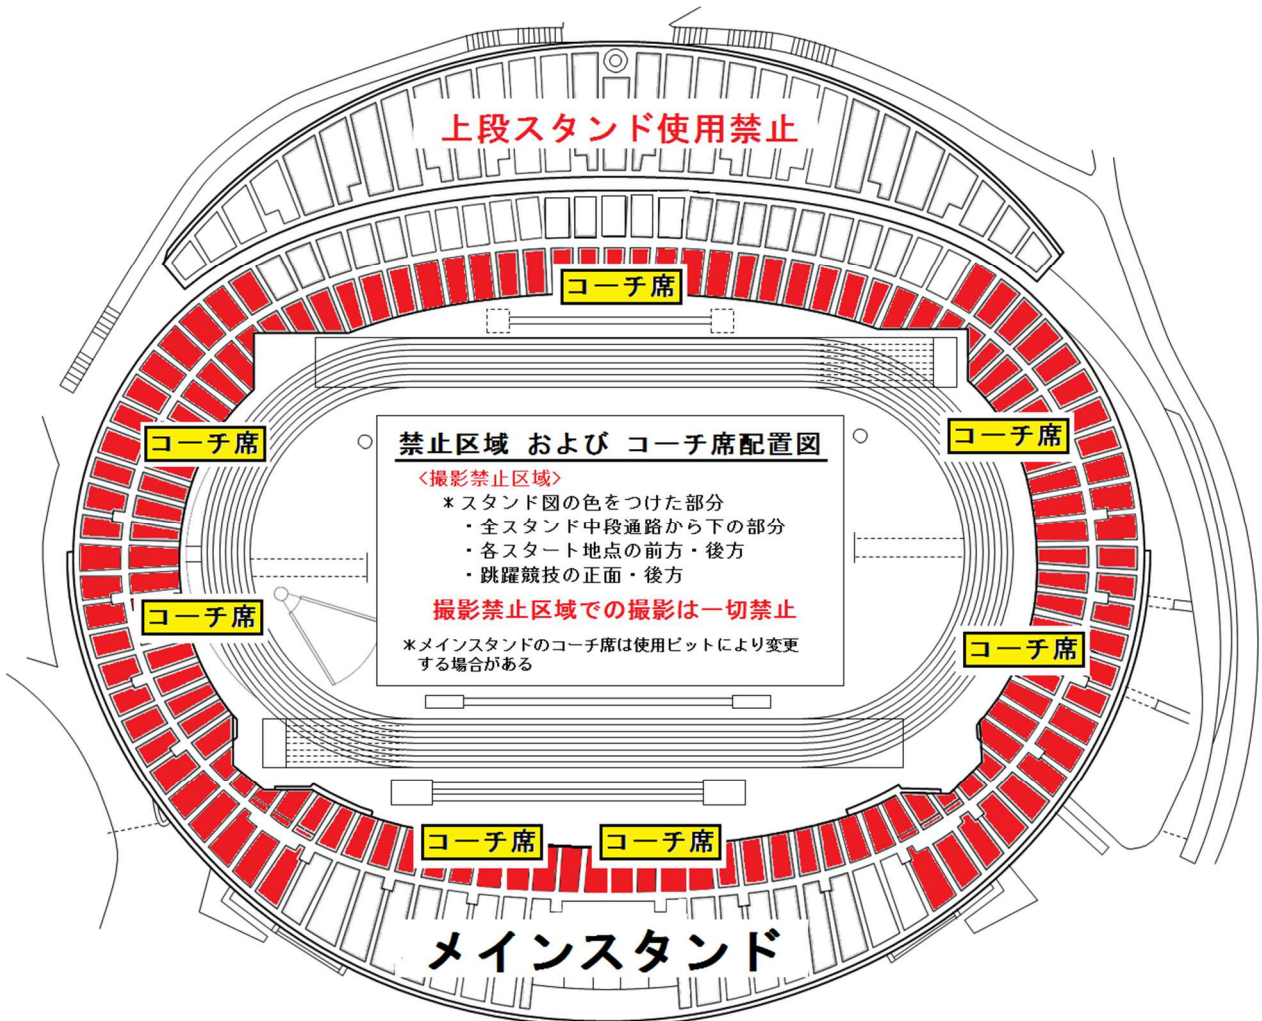 上段スタンド使用禁止
コーチ席
コーチ席
コーチ席
禁止区域 および コーチ席配置図
<撮影禁止区域>
＊スタンド図の色をつけた部分
・全スタンド中段通路から下の部分
・各スタート地点の前方・後方
・跳躍競技の正面・後方
撮影禁止区域での撮影は一切禁止
＊メインスタンドのコーチ席は使用ピットにより変更
する場合がある
コーチ席
コーチ席
コーチ席
コーチ席
メインスタンド